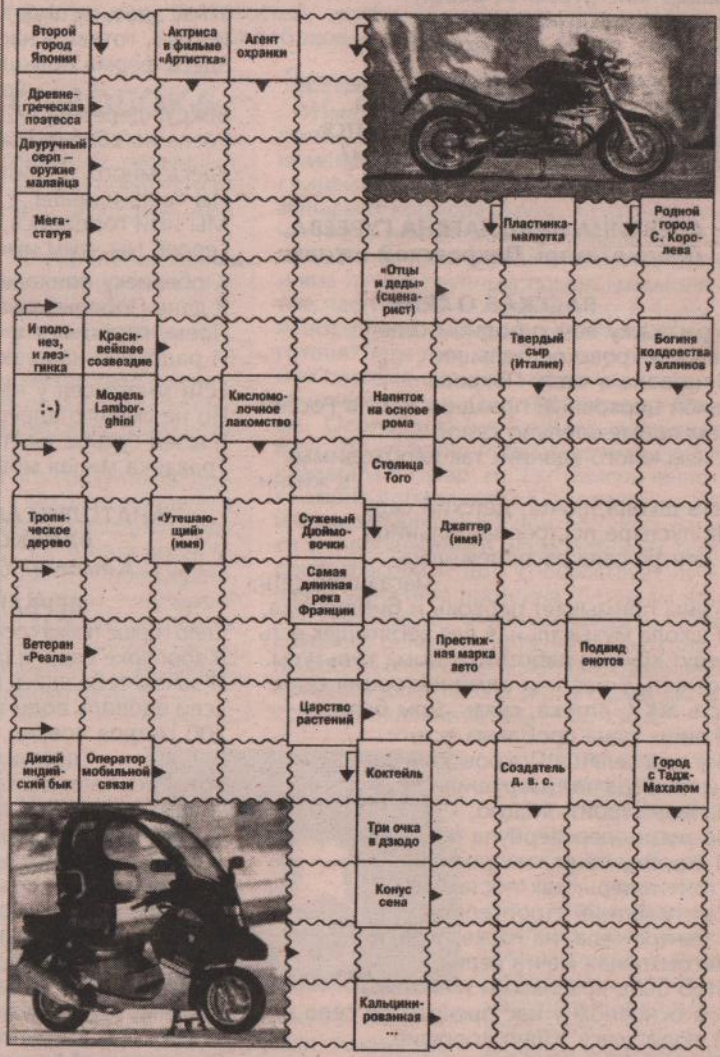 Второй
город
Японии
Актриса
в фильме
«Артистка»
Агент
охранки
Древне-
греческая
поэтесса
Двуручный
серп –
оружие
малайца
Мега-
статуя
Пластинка-
малютка
Родной
город
С. Коро-
лева
«Отцы
и деды»
(сцена-
рист)
И поло-
нез,
и лез-
гинка
Краси-
вейшее
созвездие
Твердый
сыр
(Италия)
Богиня
колдовства
у аллинов
:-)
Модель
Lambor-
ghini
Кисломо-
лочное
лакомство
Напиток
на основе
рома
Столица
Того
Тропи-
ческое
дерево
«Утешаю-
щий»
(имя)
Суженый
Дюймо-
вочки
Джаггер
(имя)
Самая
длинная
река
Франции
Ветеран
«Реала»
Престиж-
ная марка
авто
Подвид
енотов
Царство
растений
Дикий
индий-
ский бык
Оператор
мобильной
связи
Коктейль
Создатель
д. в. с.
Город
с Тадж-
Махалом
Три очка
в дзюдо
Конус
сена
Кальцини-
рованная
...